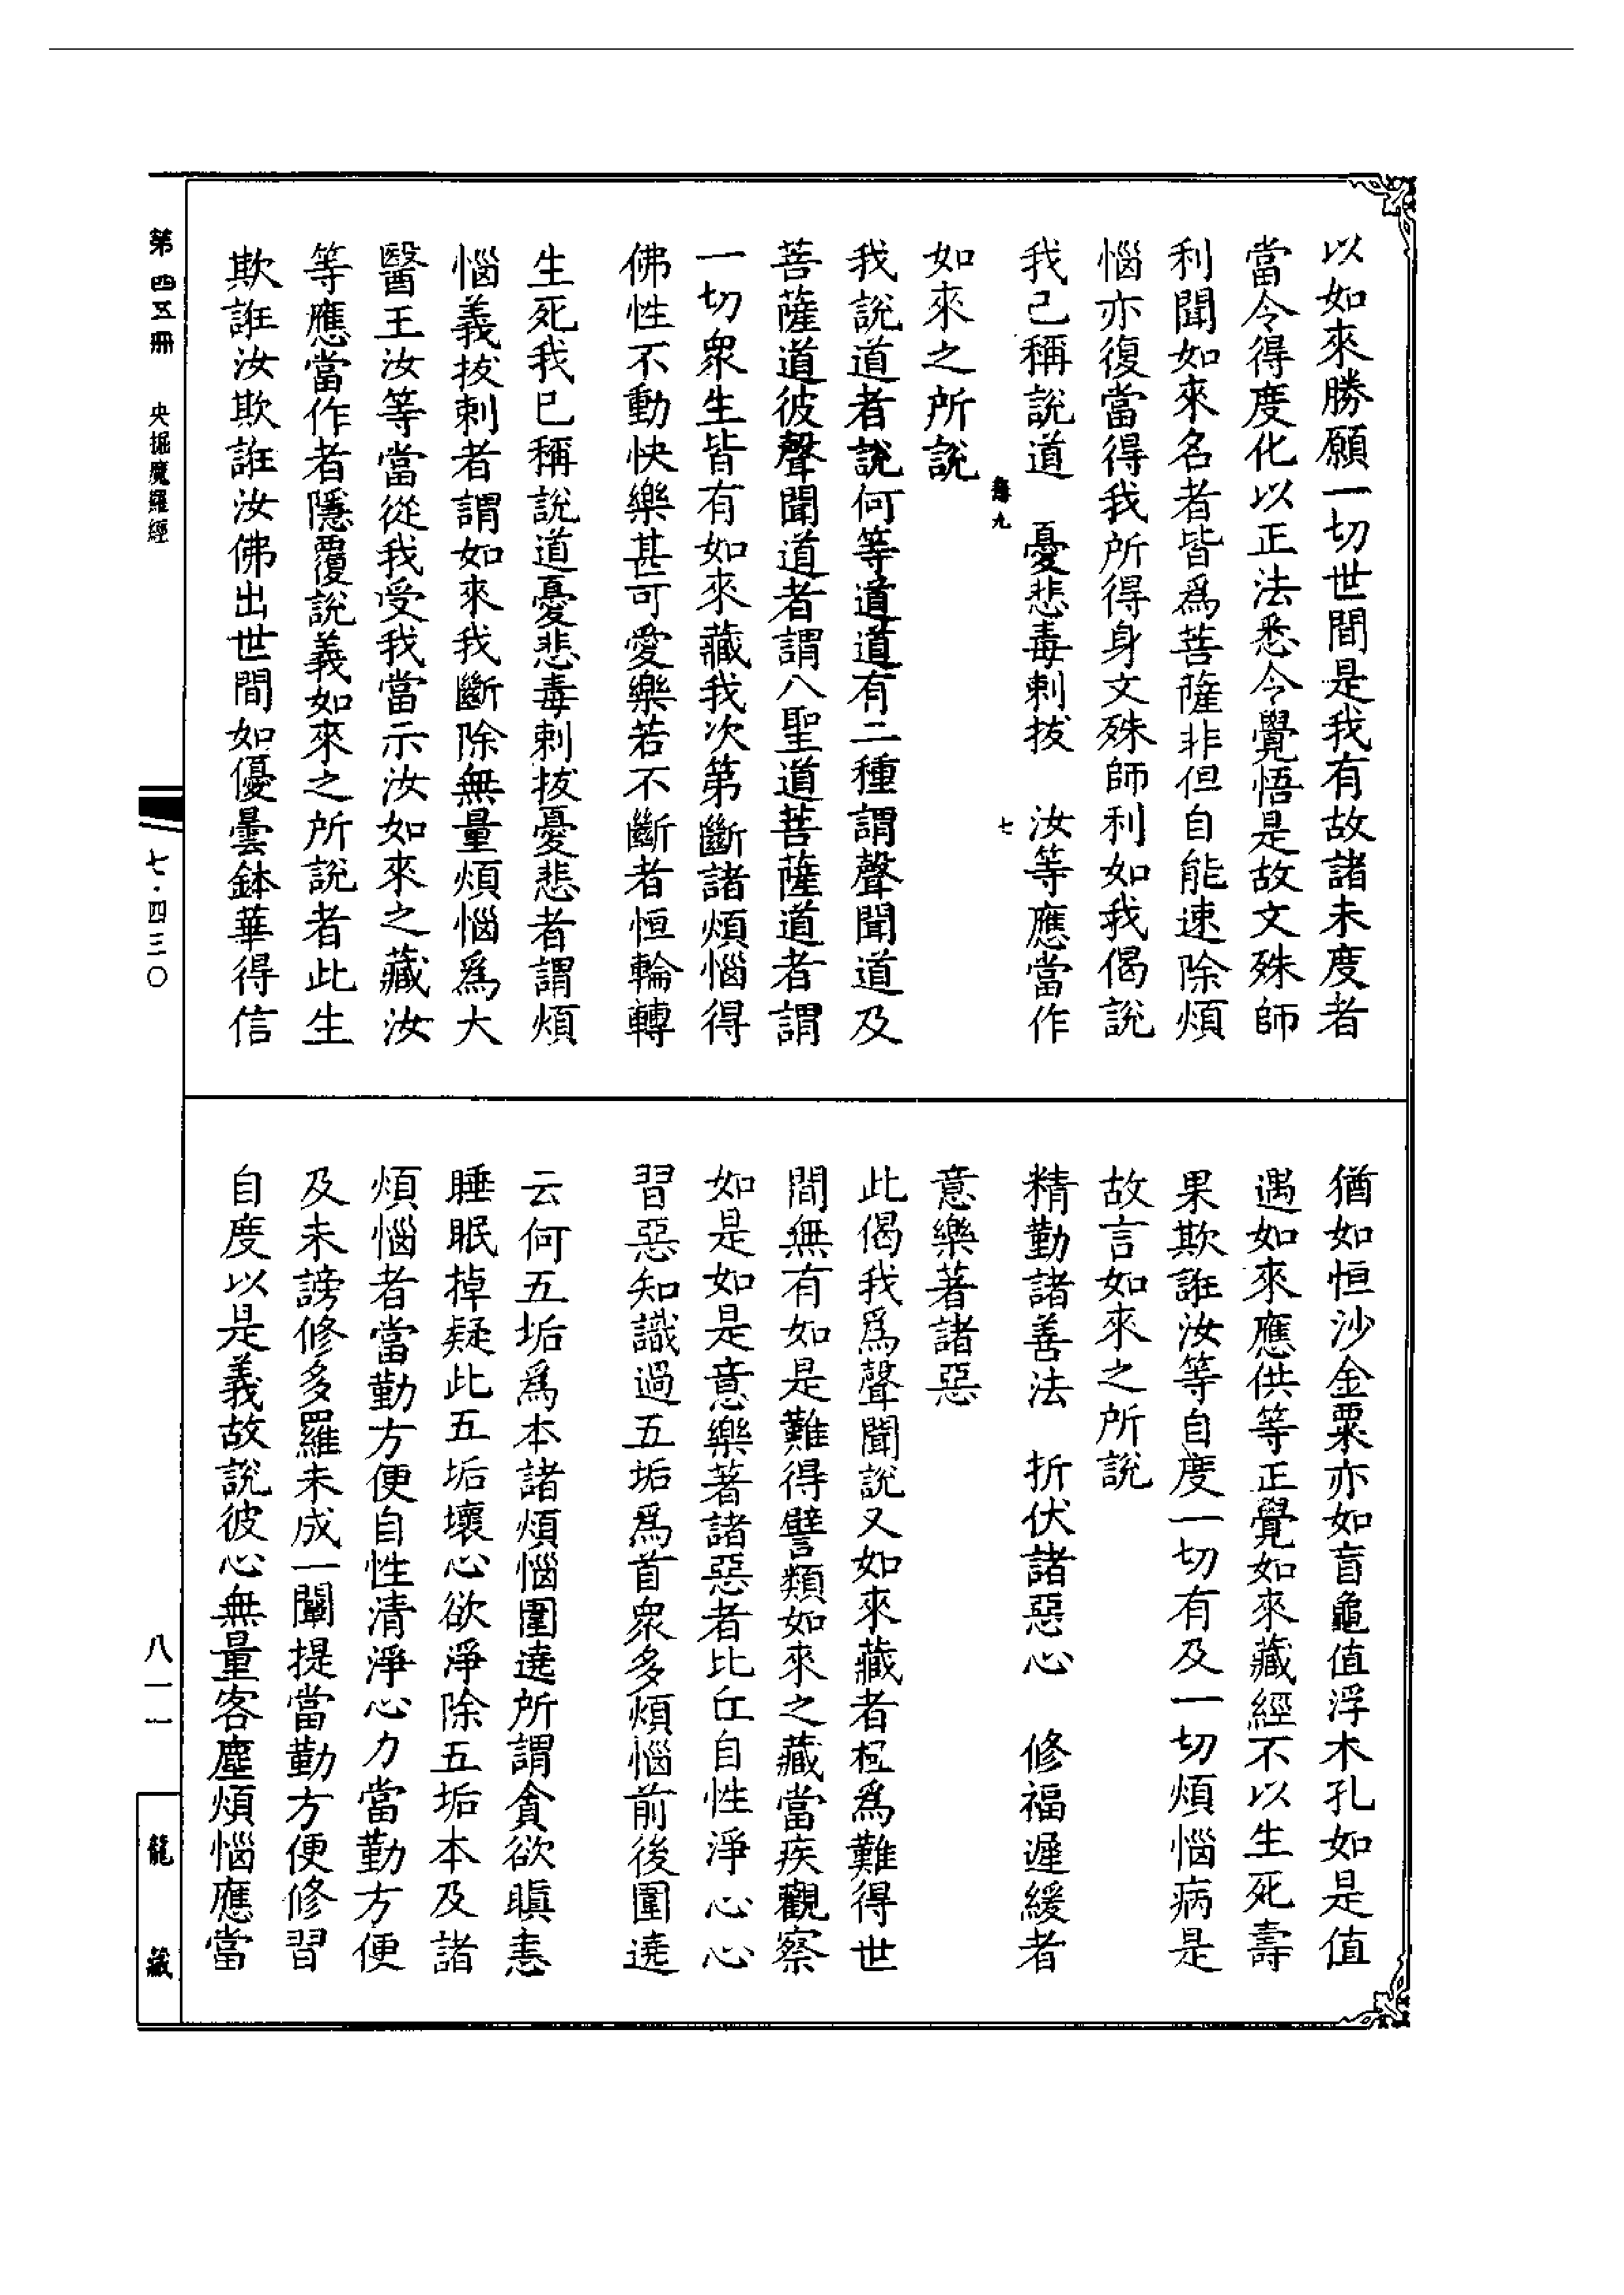 以如來勝願一切世間是我有故諸未度者
當令得度化以正法悉令覺悟是故文殊師
利聞如來名者皆爲菩薩非但自能速除煩
惱亦復當得我所得身文殊師利如我偈說
我已稱說道　憂悲毒刺拔　汝等應當作
九　七
如來之所說
我說道者說何等道道有二種謂聲聞道及
菩薩道彼聲聞道者謂八聖道菩薩道者謂
一切衆生皆有如來藏我次第斷諸煩惱得
佛性不動快樂甚可愛樂若不斷者恒輪轉
生死我已稱說道憂悲毒刺拔憂悲者謂煩
惱義拔刺者謂如來我斷除無量煩惱爲大
醫王汝等當從我受我當示汝如來之藏汝
等應當作者隱覆說義如來之所說者此生
欺誑汝欺誑汝佛出世間如優曇鉢華得信
猶如恒沙金粟亦如盲龜值浮木孔如是值
遇如來應供等正覺如來藏經不以生死壽
果欺誑汝等自度一切有及一切煩惱病是
故言如來之所說
精勤諸善法　折伏諸惡心　修福遲緩者
意樂著諸惡
此偈我爲聲聞說又如來藏者極爲難得世
間無有如是難得譬類如來之藏當疾觀察
如是如是意樂著諸惡者比丘自性淨心心
習惡知識過五垢爲首衆多煩惱前後圍遶
云何五垢爲本諸煩惱圍遶所謂貪欲瞋恚
睡眠掉疑此五垢壞心欲淨除五垢本及諸
煩惱者當勤方便自性清淨心力當勤方便
及未謗修多羅未成一闡提當勤方便修習
自度以是義故說彼心無量客塵煩惱應當
第四五冊　央掘魔羅經　七·四三〇　八一一　龍藏